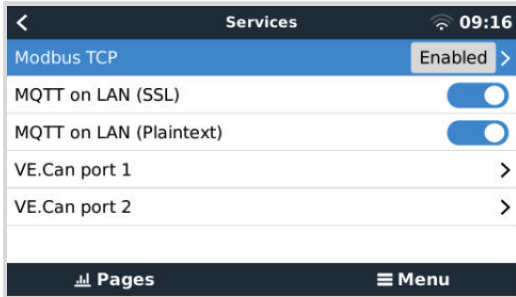 Services 09:16
Modbus TCP Enabled
MQTT on LAN (SSL)
MQTT on LAN (Plaintext)
VE.Can port 1
VE.Can port 2
Pages Menu